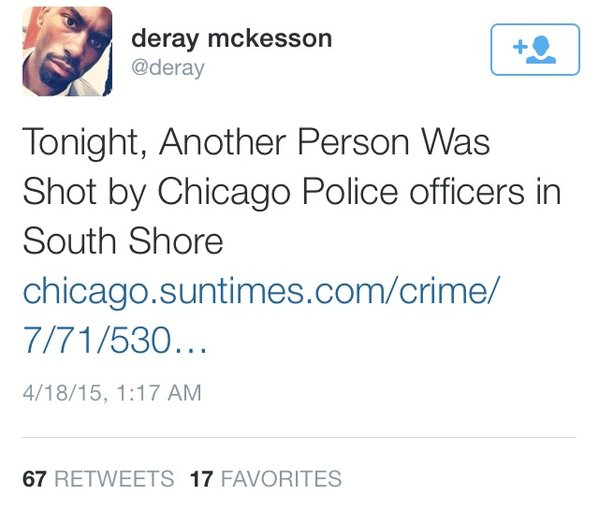 deray mckesson
@deray
Tonight, Another Person Was
Shot by Chicago Police officers in
South Shore
chicago.suntimes.com/crime/
7/71/530...
4/18/15, 1:17 AM
67 RETWEETS 17 FAVORITES